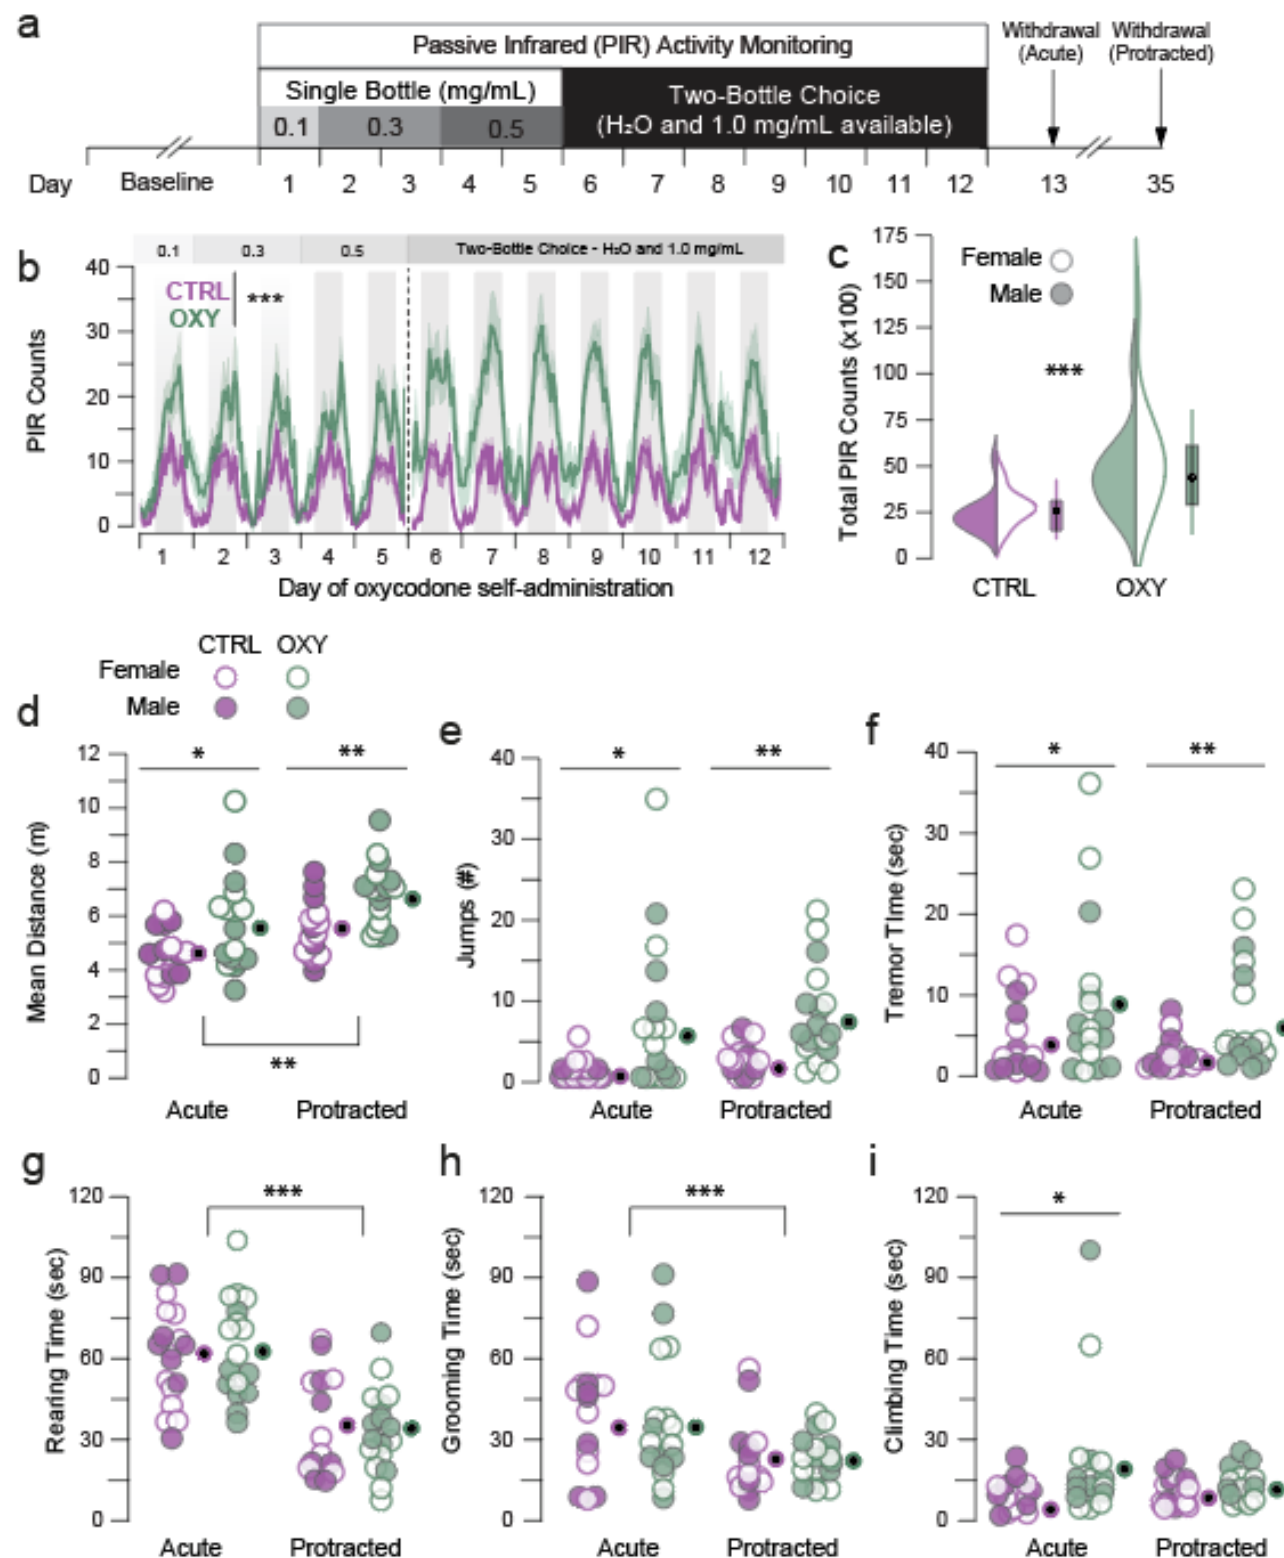 a
Passive Infrared (PIR) Activity Monitoring
Withdrawal (Acute)
Withdrawal (Protracted)
Single Bottle (mg/mL)
0.1 0.3 0.5
Two-Bottle Choice
(H₂O and 1.0 mg/mL available)
Day Baseline 1 2 3 4 5 6 7 8 9 10 11 12 13 35
b
0.1 0.3 0.5 Two-Bottle Choice - H₂O and 1.0 mg/mL
PIR Counts
40
30
20
10
0
CTRL
OXY
***
1 2 3 4 5 6 7 8 9 10 11 12
Day of oxycodone self-administration
c
Total PIR Counts (x100)
175
150
125
100
75
50
25
0
Female
Male
***
CTRL OXY
CTRL OXY
Female
Male
d
Mean Distance (m)
12
10
8
6
4
2
0
* **
**
Acute Protracted
e
Jumps (#)
40
30
20
10
0
* **
Acute Protracted
f
Tremor TIme (sec)
40
30
20
10
0
* **
Acute Protracted
g
Rearing Time (sec)
120
90
60
30
0
***
Acute Protracted
h
Grooming Time (sec)
120
90
60
30
0
***
Acute Protracted
i
Climbing Time (sec)
120
90
60
30
0
*
Acute Protracted